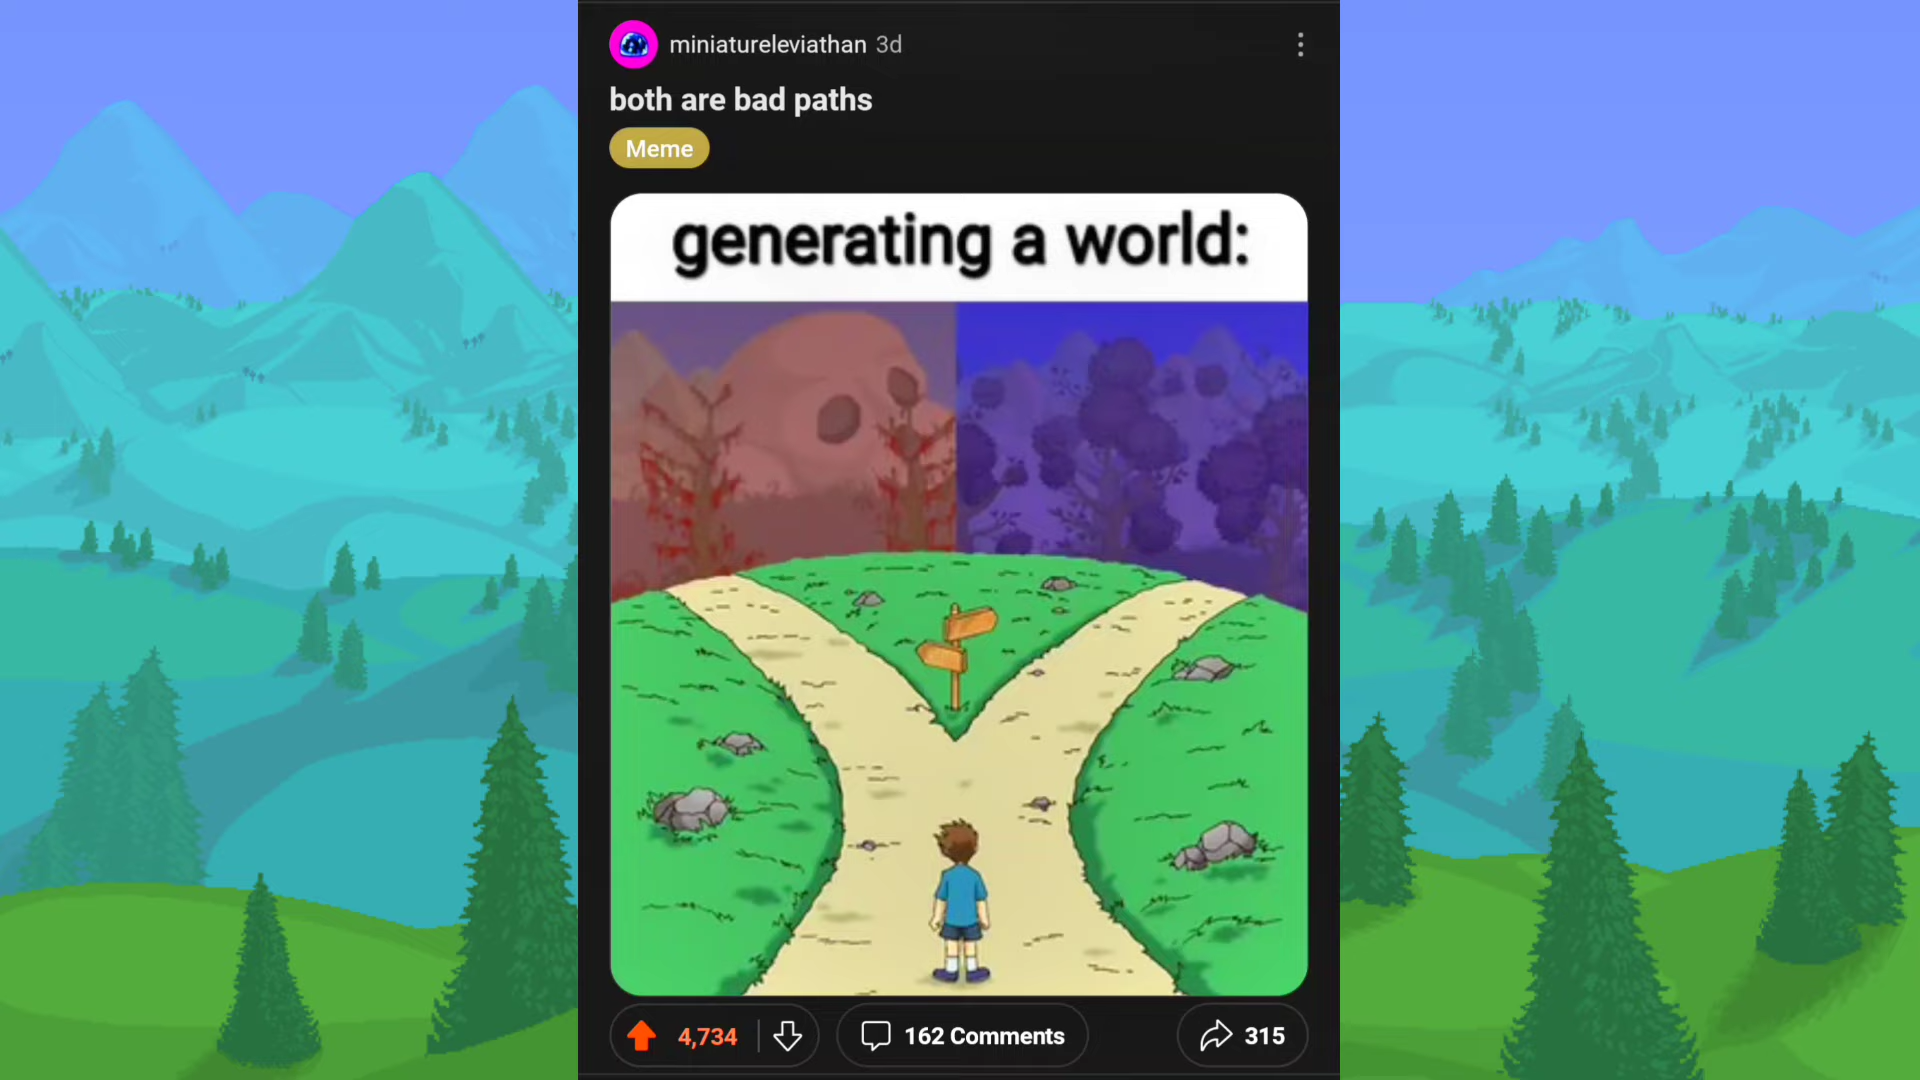 miniatureleviathan 3d
both are bad paths
Meme
generating a world:
4,734
162 Comments
315